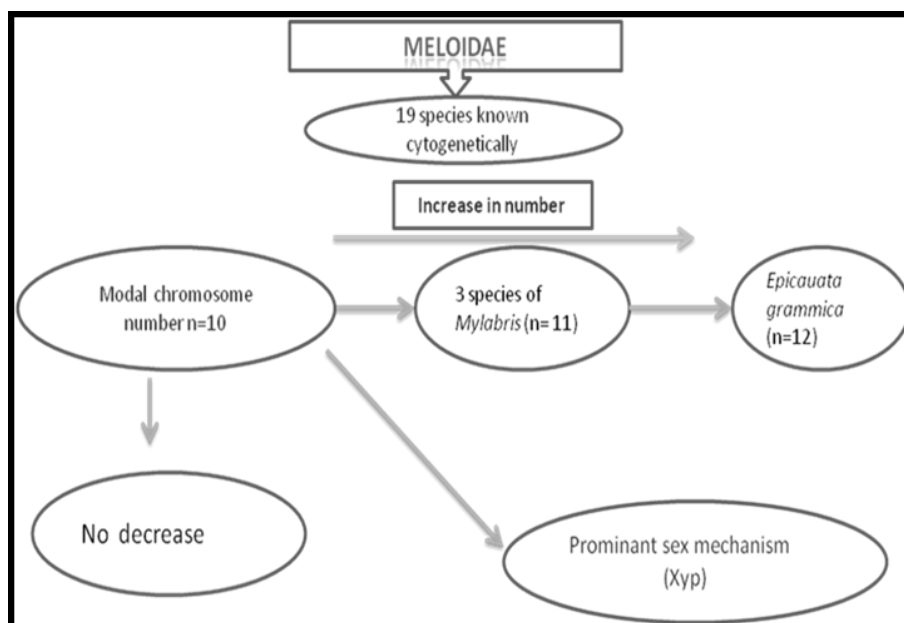 MELOIDAE
19 species known
cytogenetically
Increase in number
Modal chromosome
number n=10
3 species of
Mylabris (n= 11)
Epicauata
grammica
(n=12)
No decrease
Prominant sex mechanism
(Xyp)